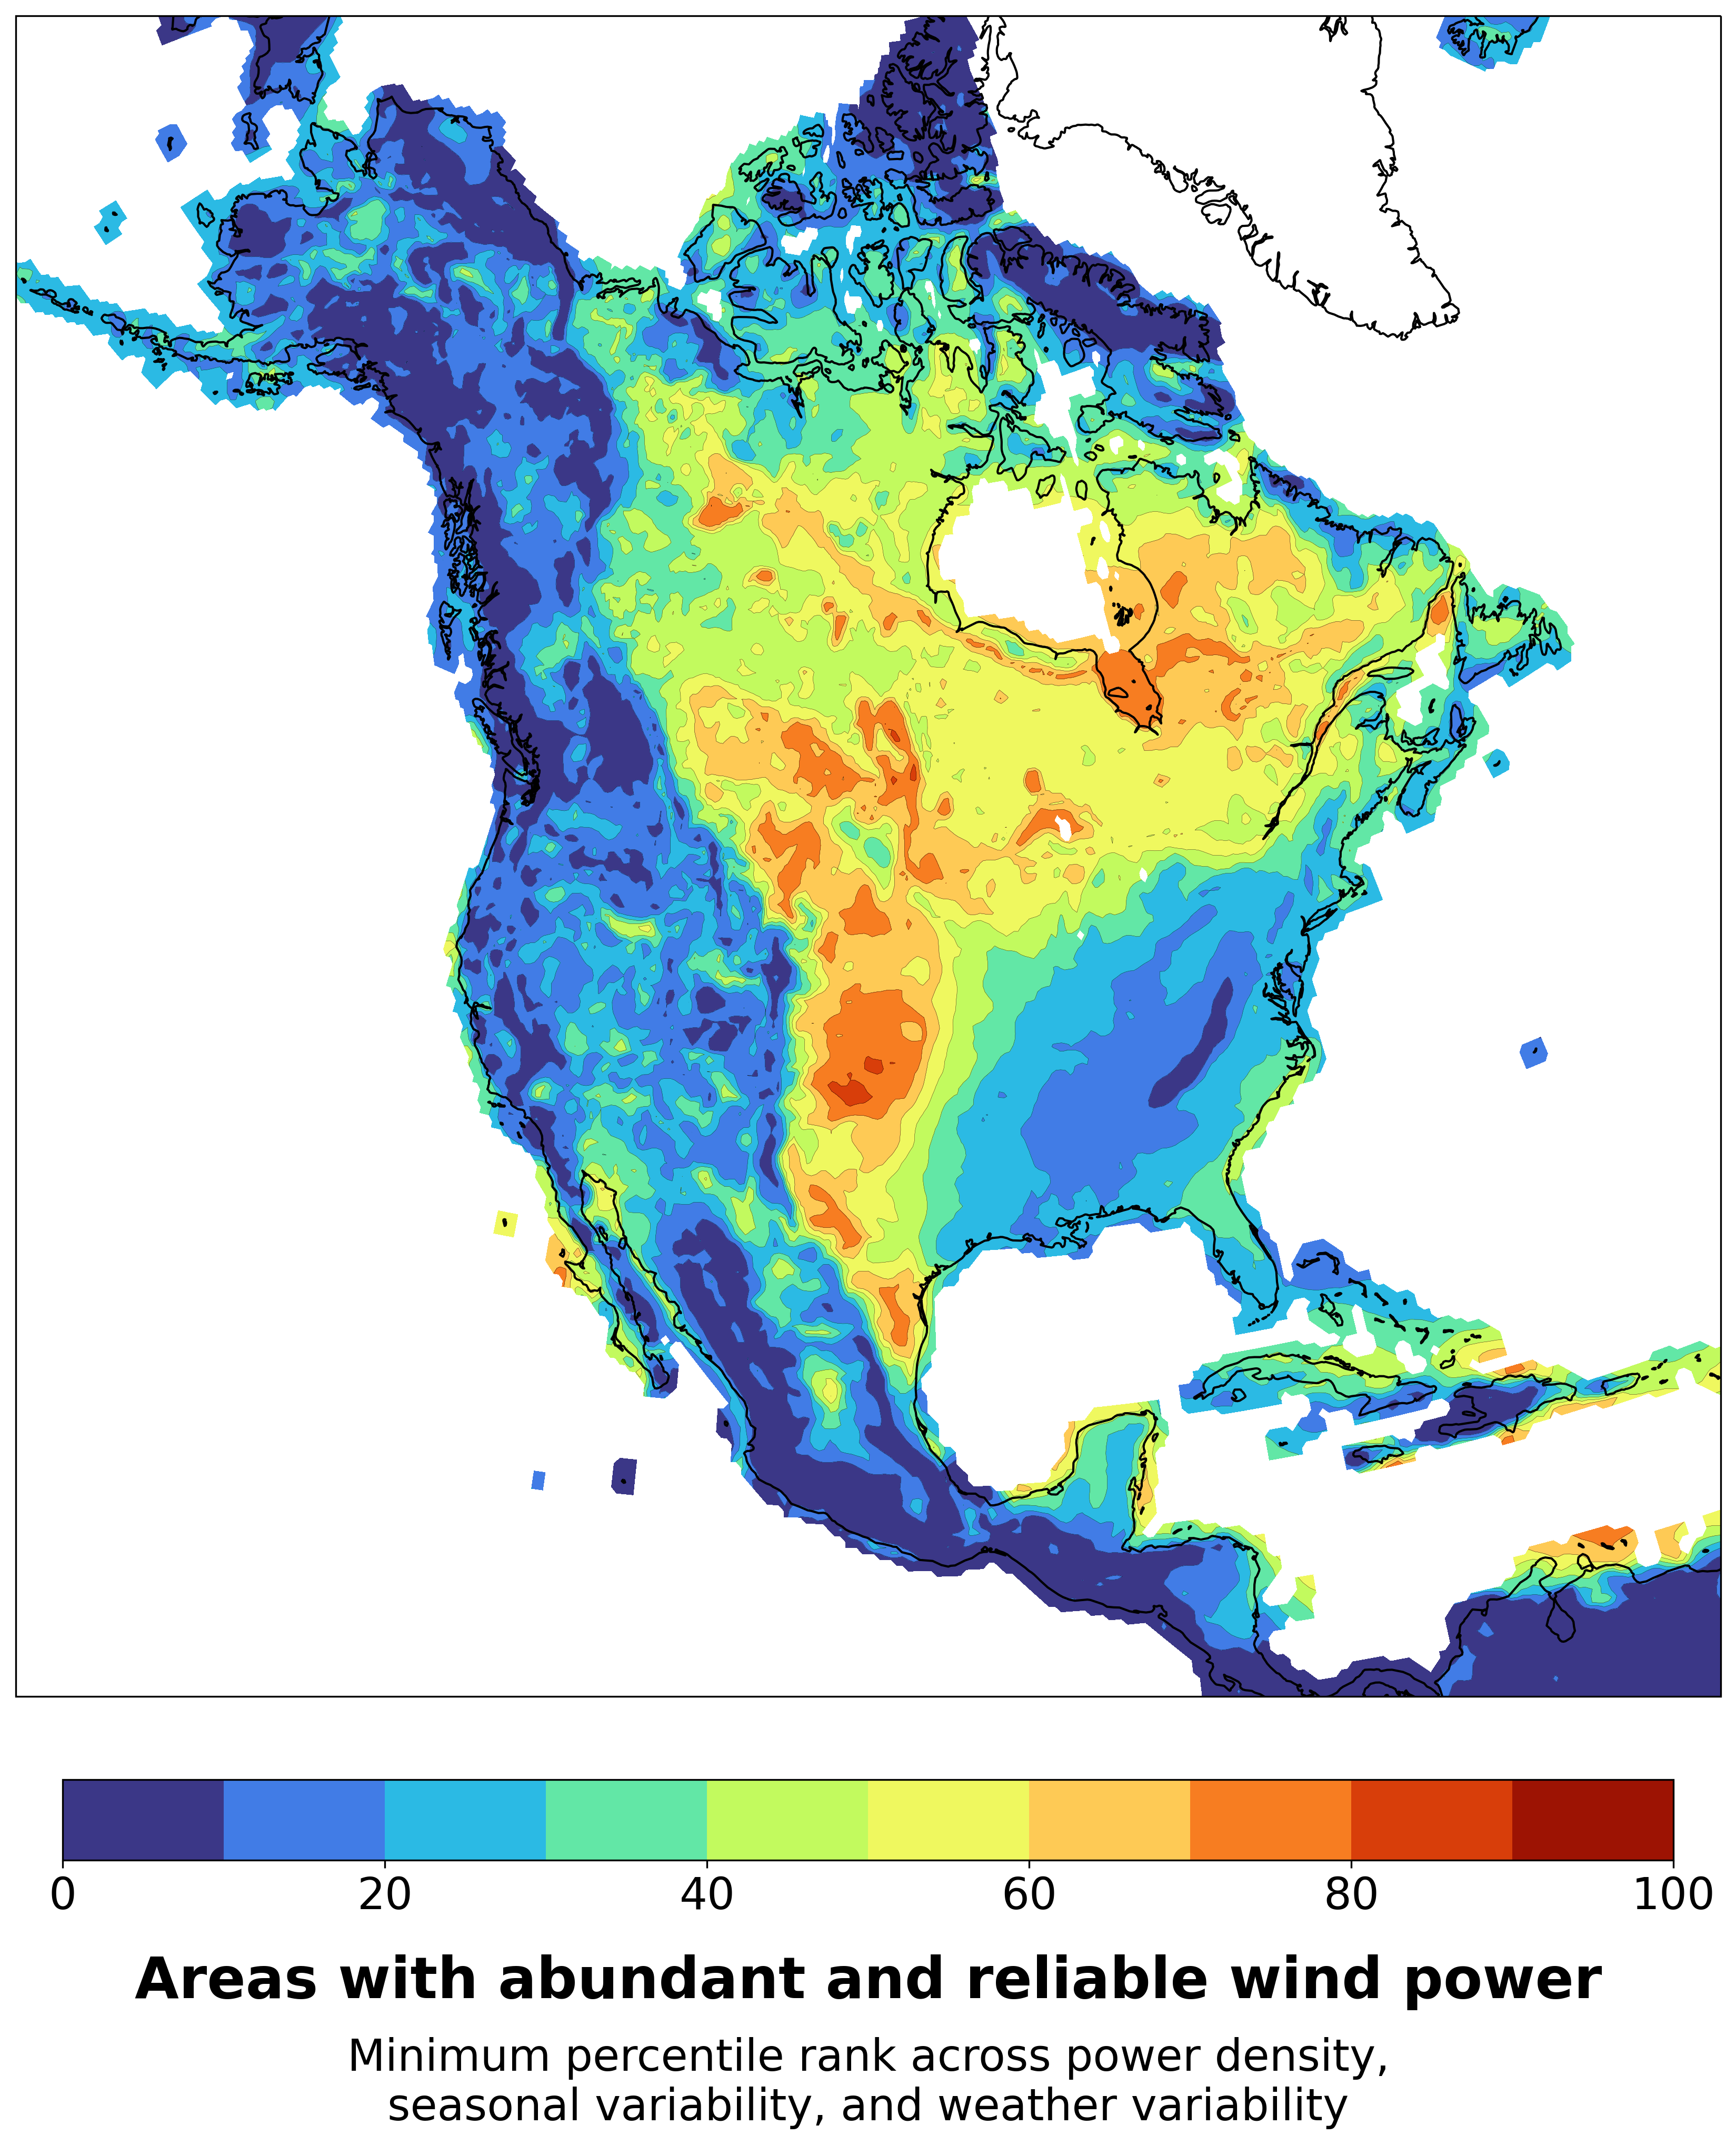 0 20 40 60 80 100
Areas with abundant and reliable wind power
Minimum percentile rank across power density,
seasonal variability, and weather variability